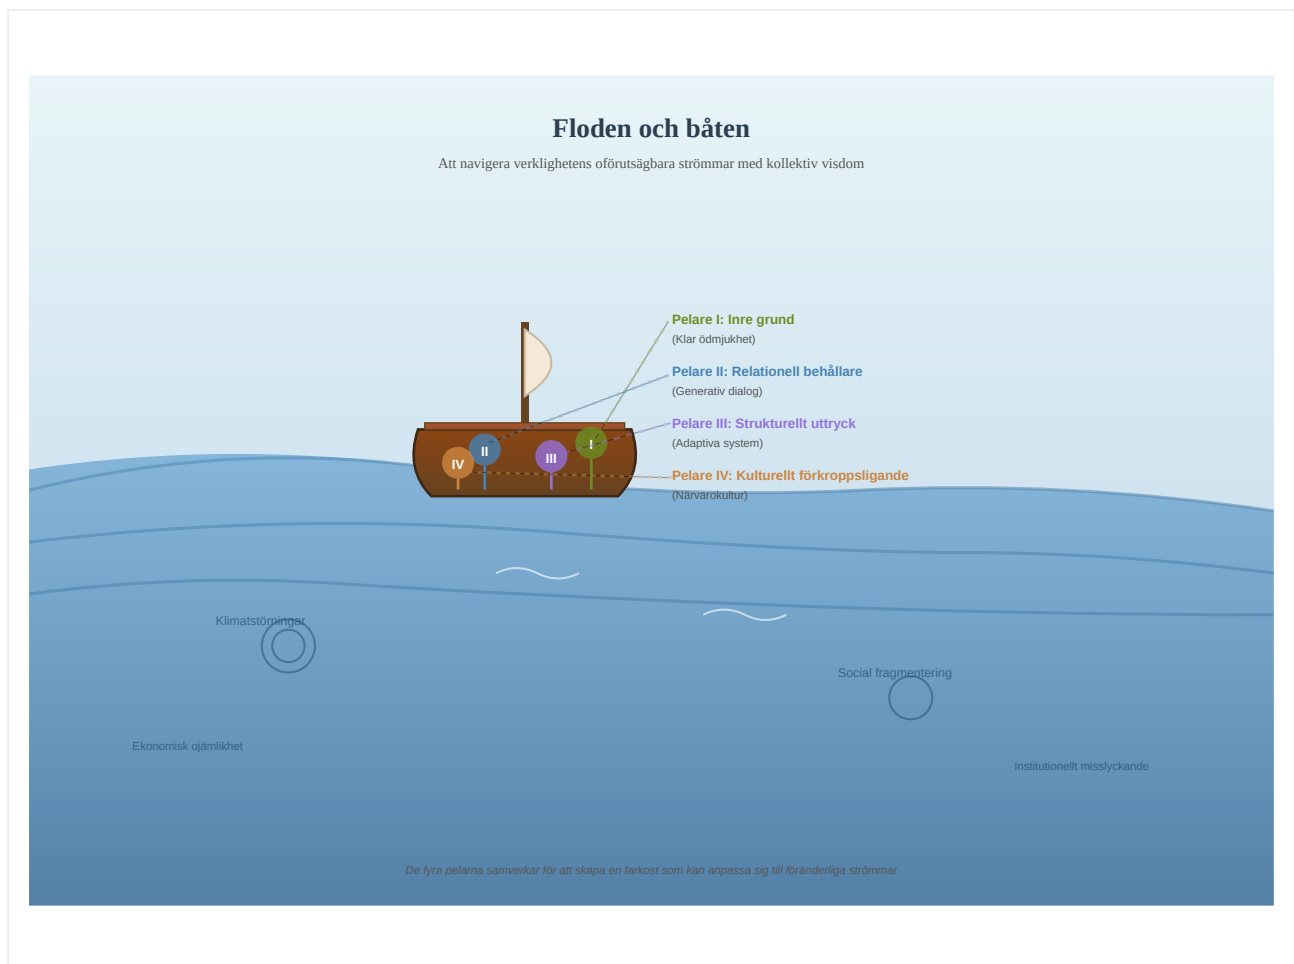 Floden och båten
Att navigera verklighetens oförutsägbara strömmar med kollektiv visdom
Pelare I: Inre grund
(Klar ödmjukhet)
Pelare II: Relationell behållare
(Generativ dialog)
Pelare III: Strukturellt uttryck
(Adaptiva system)
Pelare IV: Kulturellt förkroppsligande
(Närvarokultur)
I
II
III
IV
Klimatstörningar
Social fragmentering
Ekonomisk ojämlikhet
Institutionellt misslyckande
De fyra pelarna samverkar för att skapa en farkost som kan anpassa sig till föränderliga strömmar